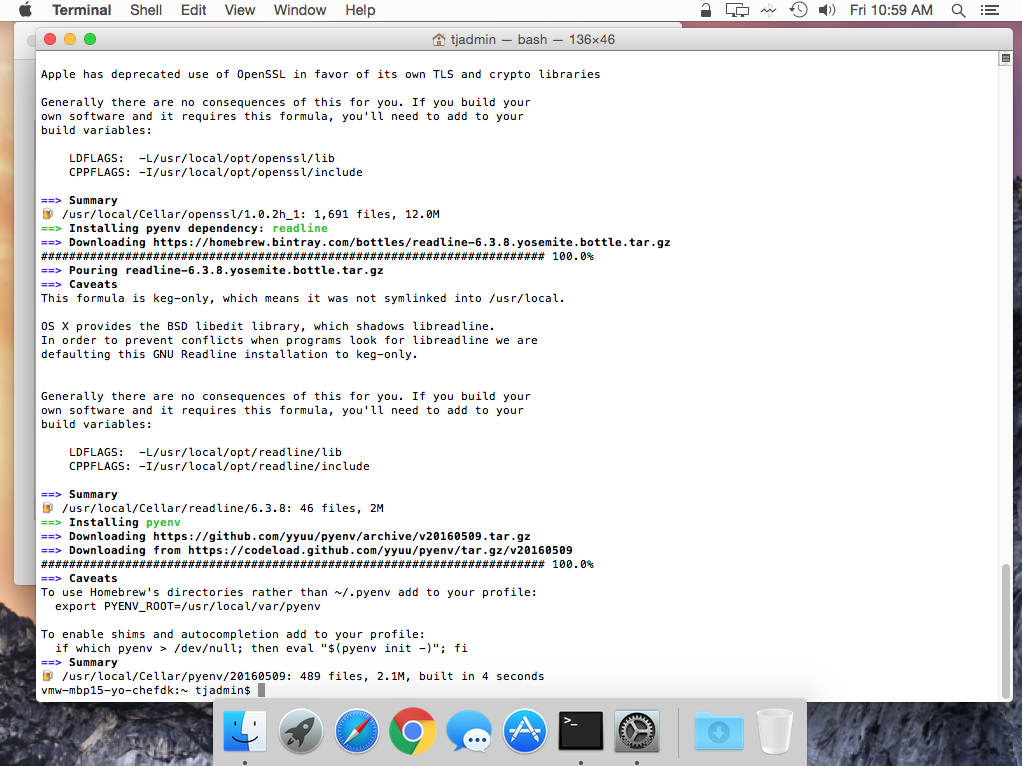 Terminal Shell Edit View Window Help Fri 10:59 AM
tjadmin — bash — 136×46
Apple has deprecated use of OpenSSL in favor of its own TLS and crypto libraries
Generally there are no consequences of this for you. If you build your
own software and it requires this formula, you'll need to add to your
build variables:
LDFLAGS:  -L/usr/local/opt/openssl/lib
CPPFLAGS: -I/usr/local/opt/openssl/include
==> Summary
/usr/local/Cellar/openssl/1.0.2h_1: 1,691 files, 12.0M
==> Installing pyenv dependency: readline
==> Downloading https://homebrew.bintray.com/bottles/readline-6.3.8.yosemite.bottle.tar.gz
######################################################################## 100.0%
==> Pouring readline-6.3.8.yosemite.bottle.tar.gz
==> Caveats
This formula is keg-only, which means it was not symlinked into /usr/local.
OS X provides the BSD libedit library, which shadows libreadline.
In order to prevent conflicts when programs look for libreadline we are
defaulting this GNU Readline installation to keg-only.
Generally there are no consequences of this for you. If you build your
own software and it requires this formula, you'll need to add to your
build variables:
LDFLAGS:  -L/usr/local/opt/readline/lib
CPPFLAGS: -I/usr/local/opt/readline/include
==> Summary
/usr/local/Cellar/readline/6.3.8: 46 files, 2M
==> Installing pyenv
==> Downloading https://github.com/yyuu/pyenv/archive/v20160509.tar.gz
==> Downloading from https://codeload.github.com/yyuu/pyenv/tar.gz/v20160509
######################################################################## 100.0%
==> Caveats
To use Homebrew's directories rather than ~/.pyenv add to your profile:
export PYENV_ROOT=/usr/local/var/pyenv
To enable shims and autocompletion add to your profile:
if which pyenv > /dev/null; then eval "$(pyenv init -)"; fi
==> Summary
/usr/local/Cellar/pyenv/20160509: 489 files, 2.1M, built in 4 seconds
vmw-mbp15-yo-chefdk:~ tjadmin$
>_